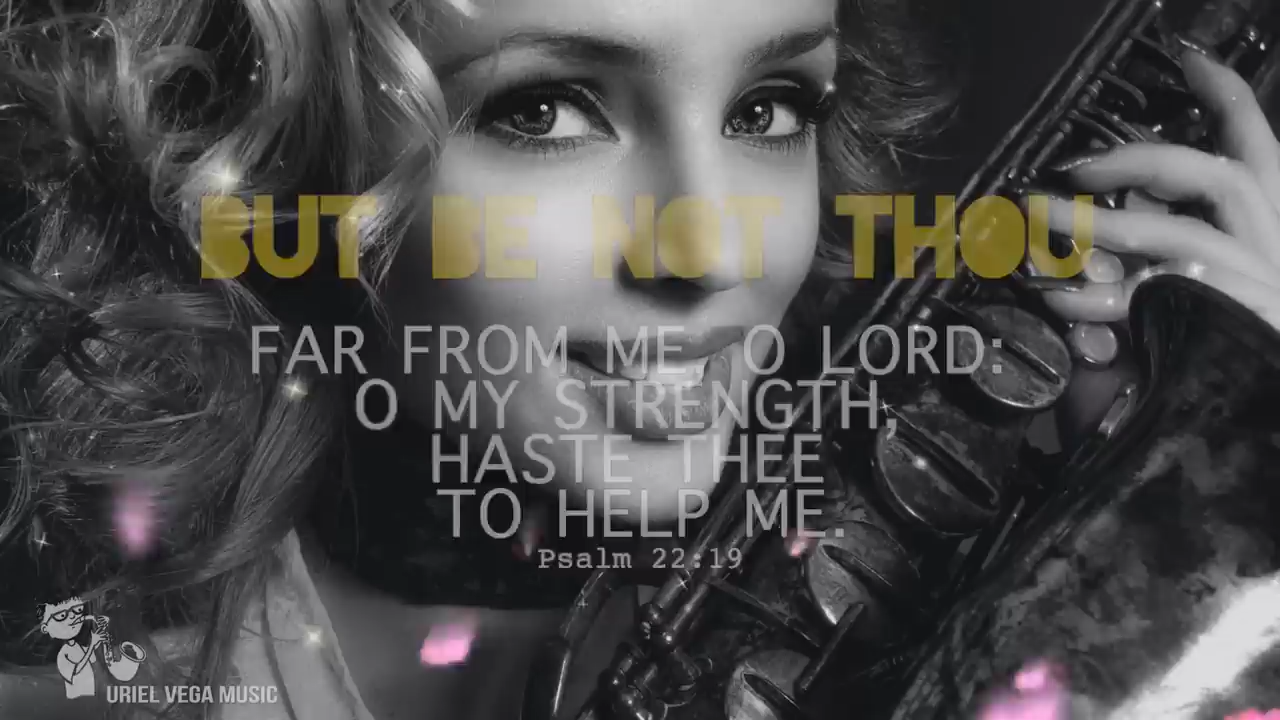 BUT BE NOT THOU
FAR FROM ME, O LORD:
O MY STRENGTH,
HASTE THEE
TO HELP ME.
Psalm 22:19
URIEL VEGA MUSIC